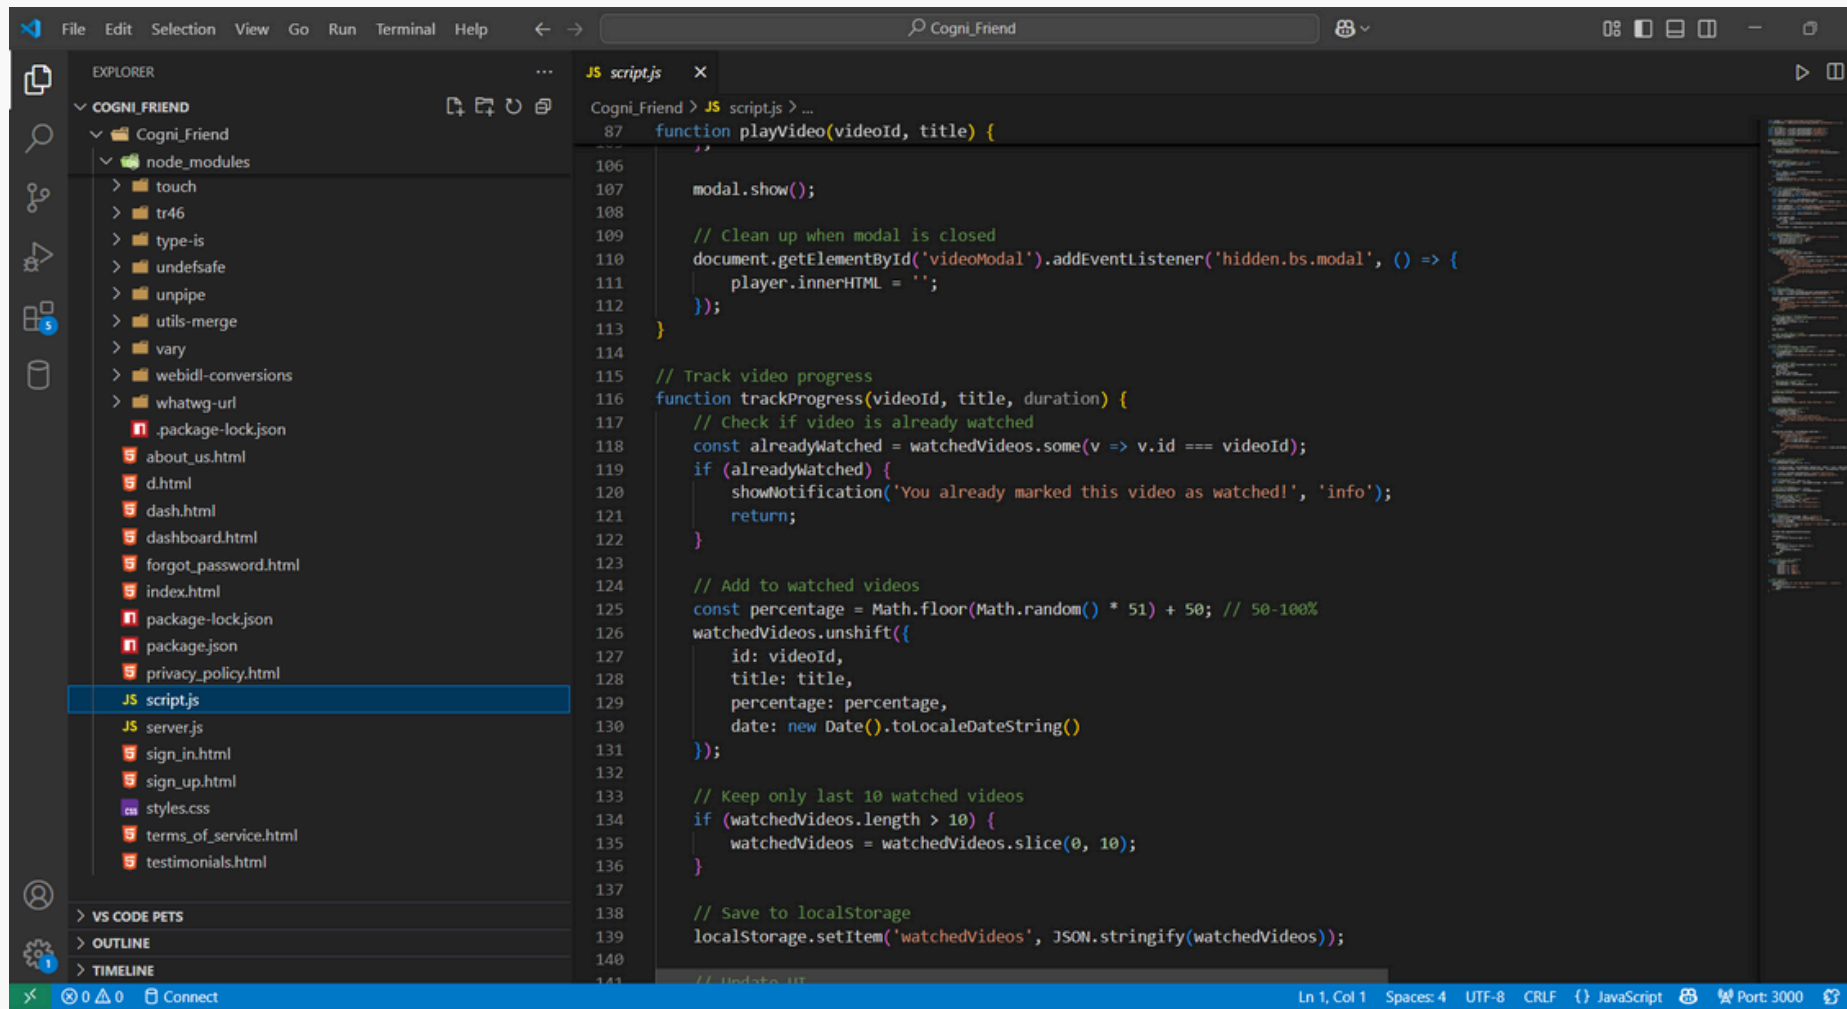 File Edit Selection View Go Run Terminal Help
Cogni_Friend
EXPLORER
COGNI_FRIEND
Cogni_Friend
node_modules
touch
tr46
type-is
undefsafe
unpipe
utils-merge
vary
webidl-conversions
whatwg-url
.package-lock.json
about_us.html
d.html
dash.html
dashboard.html
forgot_password.html
index.html
package-lock.json
package.json
privacy_policy.html
JS script.js
JS server.js
sign_in.html
sign_up.html
styles.css
terms_of_service.html
testimonials.html
VS CODE PETS
OUTLINE
TIMELINE
5
1
JS script.js
Cogni_Friend > JS script.js > ...
87 function playVideo(videoId, title) {
105 };
106
107 modal.show();
108
109 // Clean up when modal is closed
110 document.getElementById('videoModal').addEventListener('hidden.bs.modal', () => {
111 player.innerHTML = '';
112 });
113 }
114
115 // Track video progress
116 function trackProgress(videoId, title, duration) {
117 // Check if video is already watched
118 const alreadyWatched = watchedVideos.some(v => v.id === videoId);
119 if (alreadyWatched) {
120 showNotification('You already marked this video as watched!', 'info');
121 return;
122 }
123
124 // Add to watched videos
125 const percentage = Math.floor(Math.random() * 51) + 50; // 50-100%
126 watchedVideos.unshift({
127 id: videoId,
128 title: title,
129 percentage: percentage,
130 date: new Date().toLocaleDateString()
131 });
132
133 // Keep only last 10 watched videos
134 if (watchedVideos.length > 10) {
135 watchedVideos = watchedVideos.slice(0, 10);
136 }
137
138 // Save to localStorage
139 localStorage.setItem('watchedVideos', JSON.stringify(watchedVideos));
140
141 // Update UI
0 0 Connect
Ln 1, Col 1 Spaces: 4 UTF-8 CRLF {} JavaScript Port: 3000